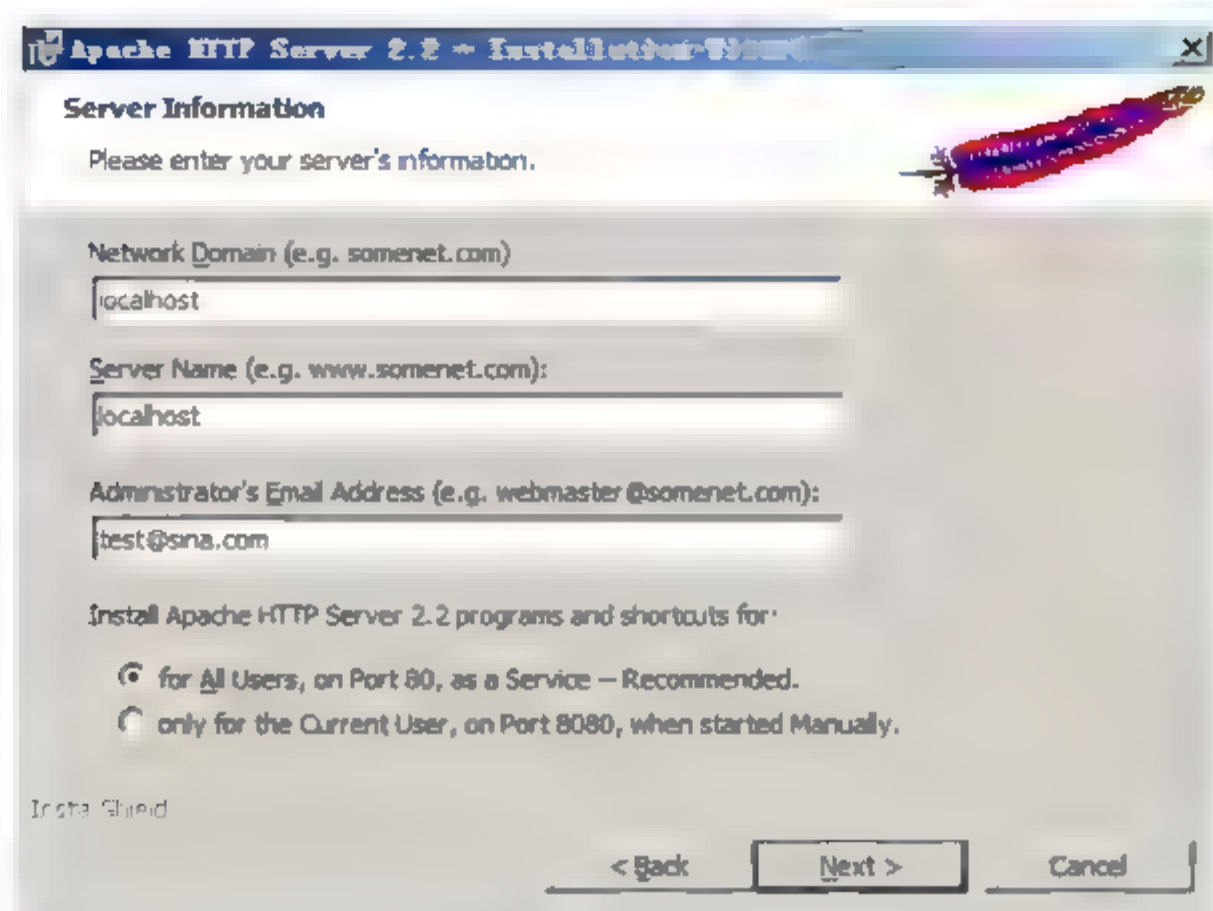 Apache HTTP Server 2.2 - Installation
Server Information
Please enter your server's information.
Network Domain (e.g. somenet.com)
localhost
Server Name (e.g. www.somenet.com):
localhost
Administrator's Email Address (e.g. webmaster@somenet.com):
test@sina.com
Install Apache HTTP Server 2.2 programs and shortcuts for:
for All Users, on Port 80, as a Service -- Recommended.
only for the Current User, on Port 8080, when started Manually.
InstallShield
< Back
Next >
Cancel